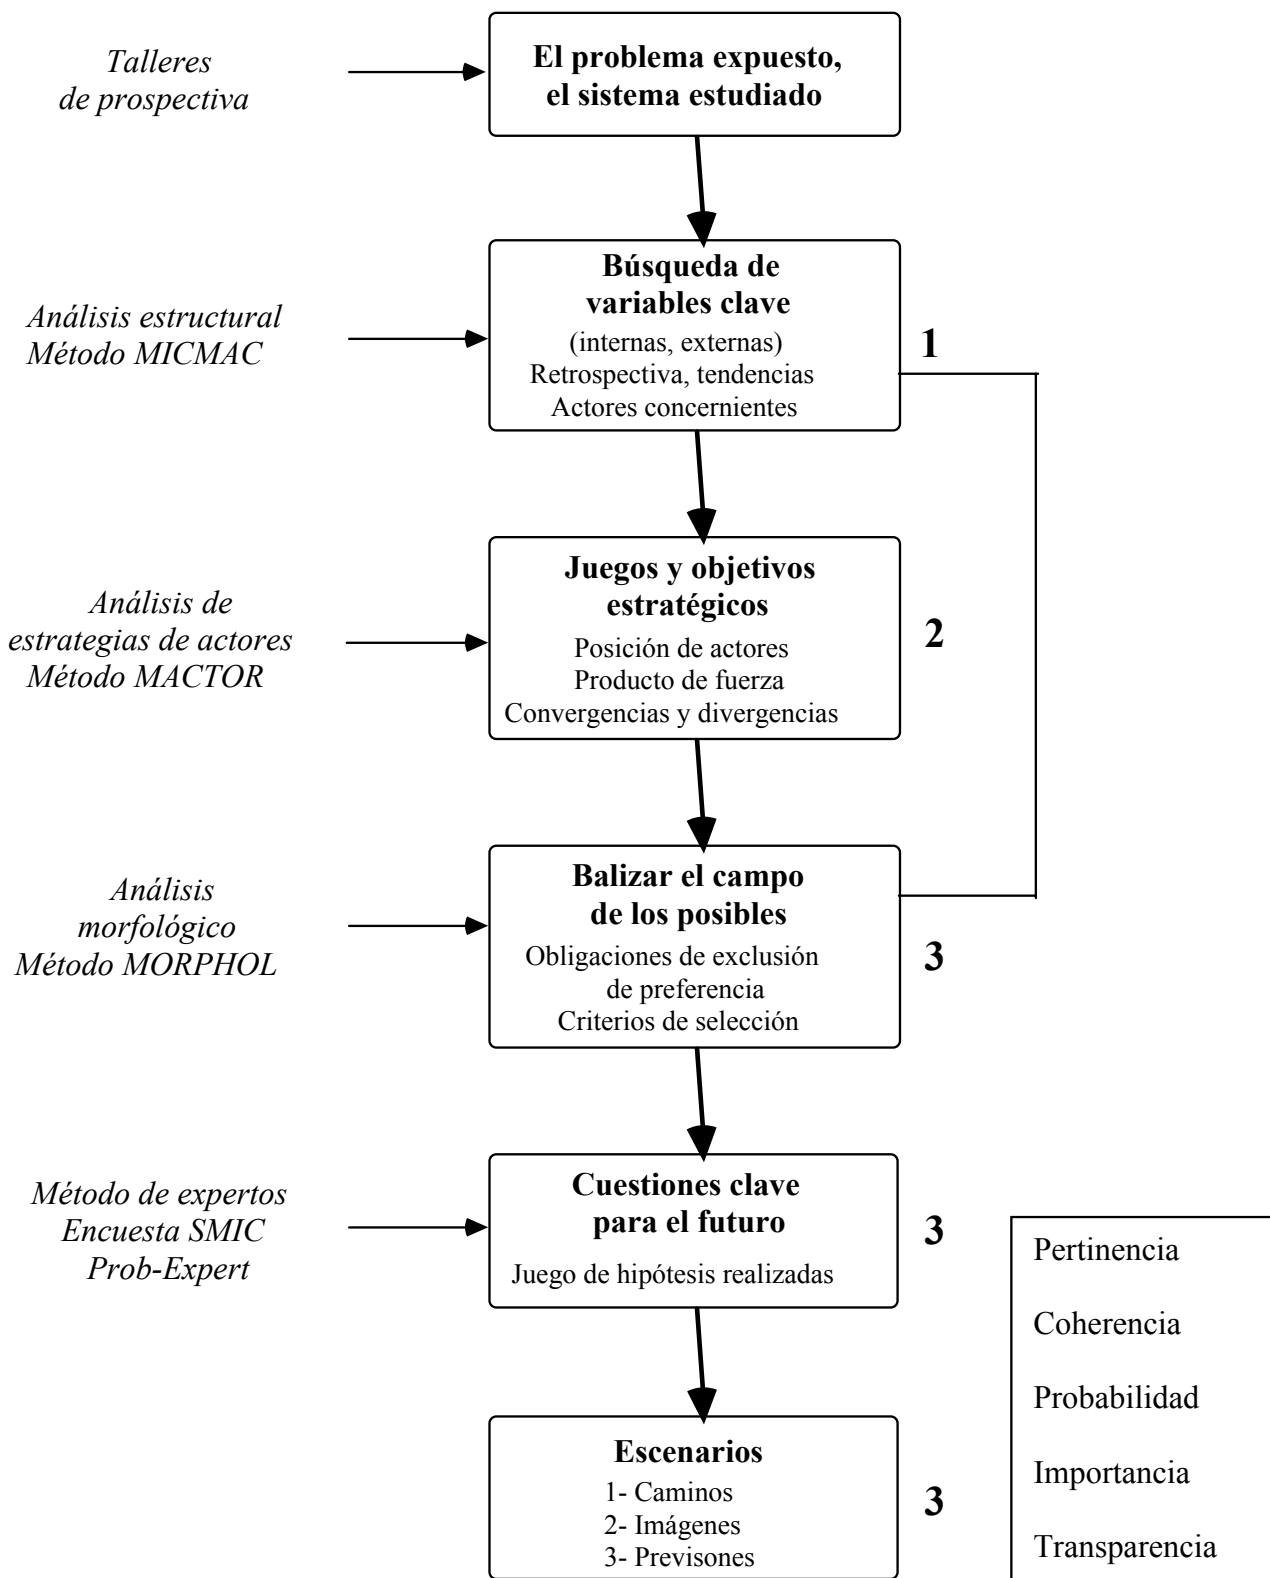 Talleres
de prospectiva
El problema expuesto,
el sistema estudiado
Análisis estructural
Método MICMAC
Búsqueda de
variables clave
(internas, externas)
Retrospectiva, tendencias
Actores concernientes
1
Análisis de
estrategias de actores
Método MACTOR
Juegos y objetivos
estratégicos
Posición de actores
Producto de fuerza
Convergencias y divergencias
2
Análisis
morfológico
Método MORPHOL
Balizar el campo
de los posibles
Obligaciones de exclusión
de preferencia
Criterios de selección
3
Método de expertos
Encuesta SMIC
Prob-Expert
Cuestiones clave
para el futuro
Juego de hipótesis realizadas
3
Escenarios
1- Caminos
2- Imágenes
3- Previsones
3
Pertinencia
Coherencia
Probabilidad
Importancia
Transparencia